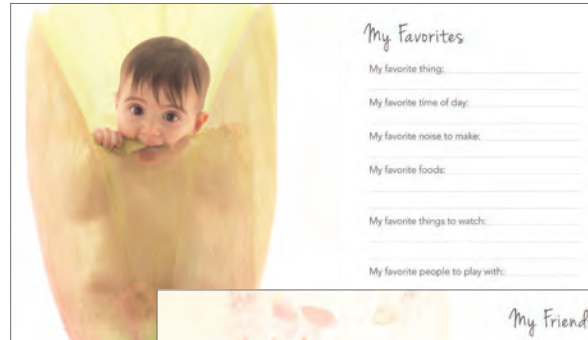 My Favorites
My favorite thing:
My favorite time of day:
My favorite noise to make:
My favorite foods:
My favorite things to watch:
My favorite people to play with:
My Friend